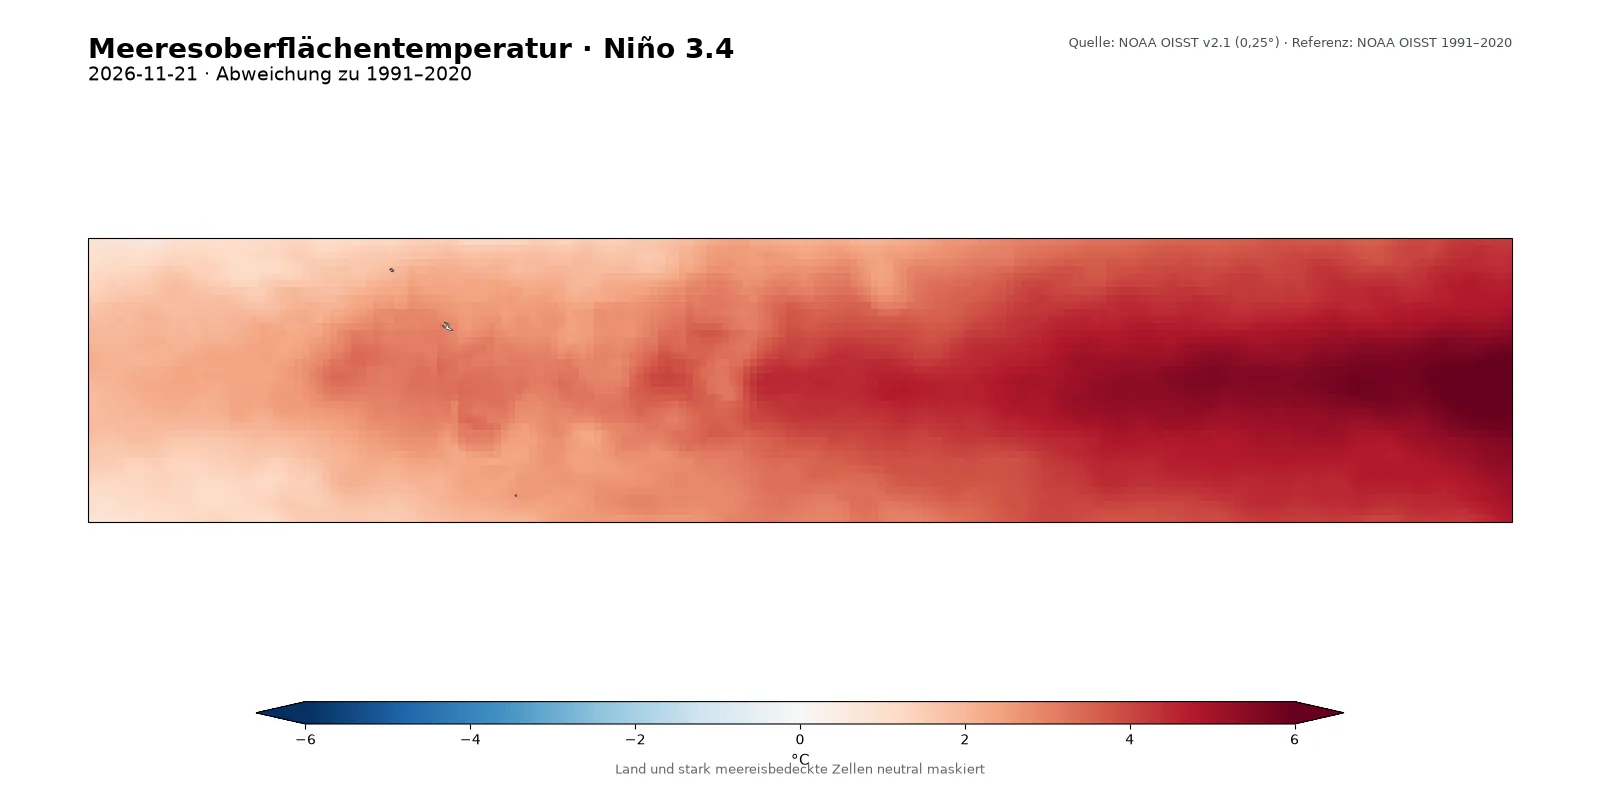 Meeresoberflächentemperatur · Niño 3.4
2026-11-21 · Abweichung zu 1991–2020
Quelle: NOAA OISST v2.1 (0,25°) · Referenz: NOAA OISST 1991–2020
−6 −4 −2 0 2 4 6
°C
Land und stark meereisbedeckte Zellen neutral maskiert